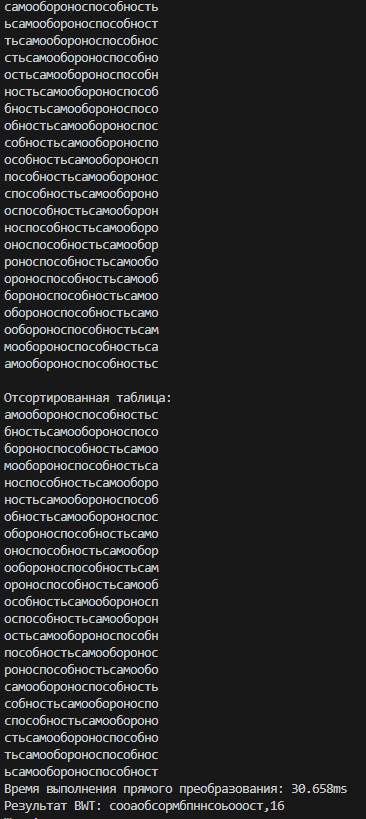 самообороноспособность
ьсамообороноспособност
тьсамообороноспособнос
стьсамообороноспособно
остьсамообороноспособн
ностьсамообороноспособ
бностьсамообороноспосо
обностьсамообороноспос
собностьсамообороноспо
особностьсамообороносп
пособностьсамооборонос
способностьсамообороно
оспособностьсамооборон
носпособностьсамооборо
оноспособностьсамообор
роноспособностьсамообо
ороноспособностьсамооб
бороноспособностьсамоо
обороноспособностьсамо
ообороноспособностьсам
мообороноспособностьса
амообороноспособностьс
Отсортированная таблица:
амообороноспособностьс
бностьсамообороноспосо
бороноспособностьсамоо
мообороноспособностьса
носпособностьсамооборо
ностьсамообороноспособ
обностьсамообороноспос
обороноспособностьсамо
оноспособностьсамообор
ообороноспособностьсам
ороноспособностьсамооб
особностьсамообороносп
оспособностьсамооборон
остьсамообороноспособн
пособностьсамооборонос
роноспособностьсамообо
самообороноспособность
собностьсамообороноспо
способностьсамообороно
стьсамообороноспособно
тьсамообороноспособнос
ьсамообороноспособност
Время выполнения прямого преобразования: 30.658ms
Результат BWT: сооаобсормбпннсоьооост,16